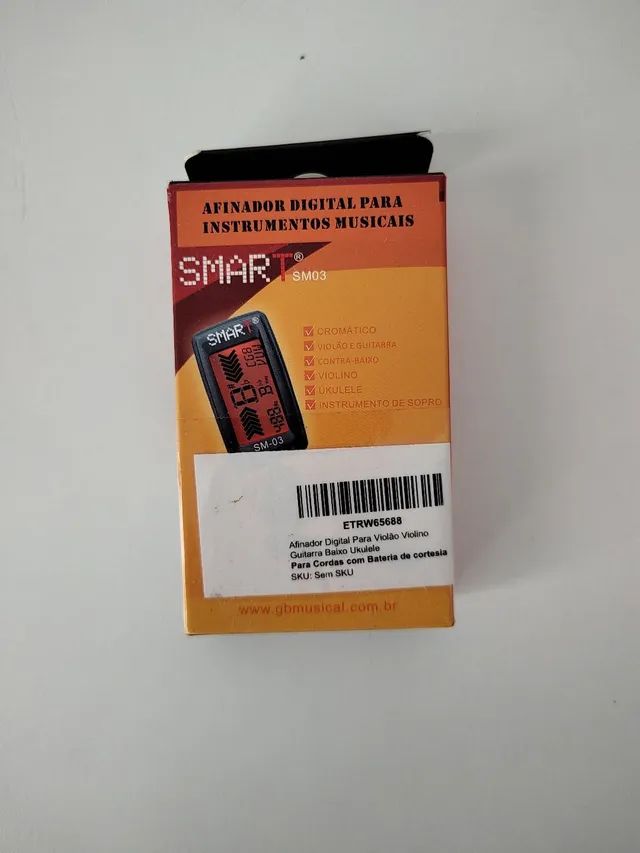 AFINADOR DIGITAL PARA
INSTRUMENTOS MUSICAIS
SMART®
SM03
CROMÁTICO
VIOLÃO E GUITARRA
CONTRA-BAIXO
VIOLINO
UKULELE
INSTRUMENTO DE SOPRO
SMART®
SM-03
ETRW65688
Afinador Digital Para Violão Violino
Guitarra Baixo Ukulele
Para Cordas com Bateria de cortesia
SKU: Sem SKU
www.gbmusical.com.br